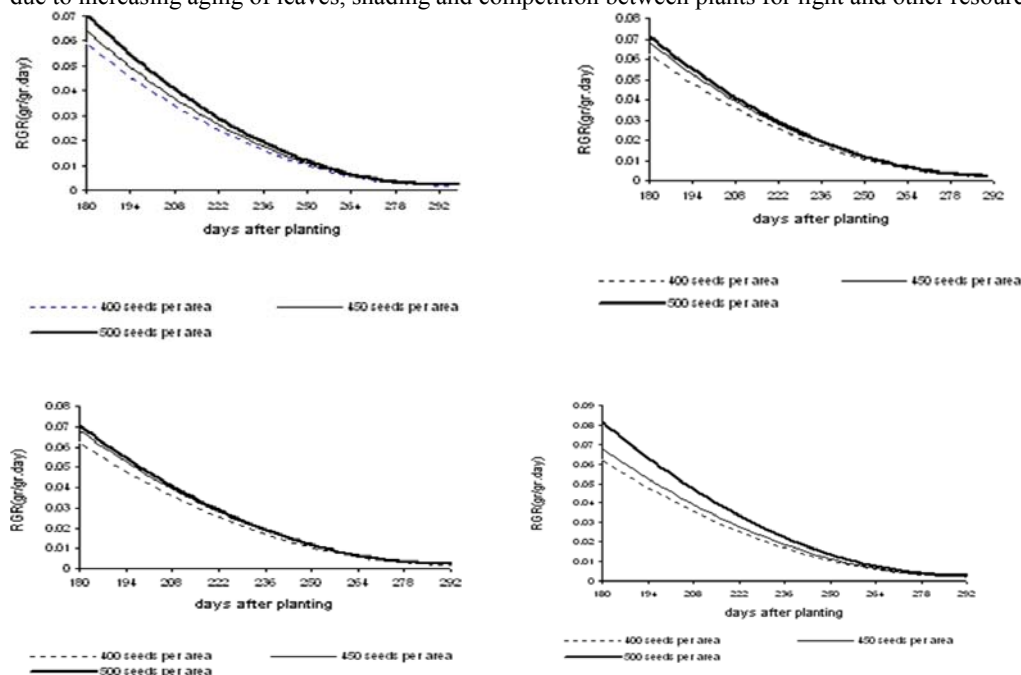 due to increasing aging of leaves, shading and competition between plants for light and other resourc
0.07
0.06
0.05
0.04
0.03
0.02
0.01
0
RGR(gr/gr.day)
180 194 208 222 236 250 264 278 292
days after planting
400 seeds per area
450 seeds per area
500 seeds per area
0.08
0.07
0.06
0.05
0.04
0.03
0.02
0.01
0
RGR(gr/gr.day)
180 194 208 222 236 250 264 278 292
days after planting
400 seeds per area
450 seeds per area
500 seeds per area
0.08
0.07
0.06
0.05
0.04
0.03
0.02
0.01
0
RGR(gr/gr.day)
180 194 208 222 236 250 264 278 292
days after planting
400 seeds per area
450 seeds per area
500 seeds per area
0.09
0.08
0.07
0.06
0.05
0.04
0.03
0.02
0.01
0
RGR(gr/gr.day)
180 194 208 222 236 250 264 278 292
days after planting
400 seeds per area
450 seeds per area
500 seeds per area